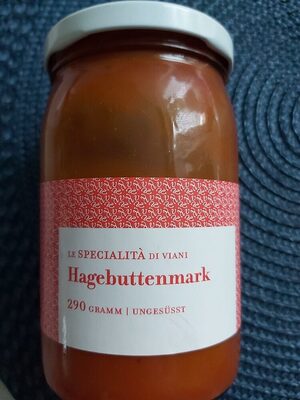 LE SPECIALITÀ DI VIANI
Hagebuttenmark
290 GRAMM | UNGESÜSST